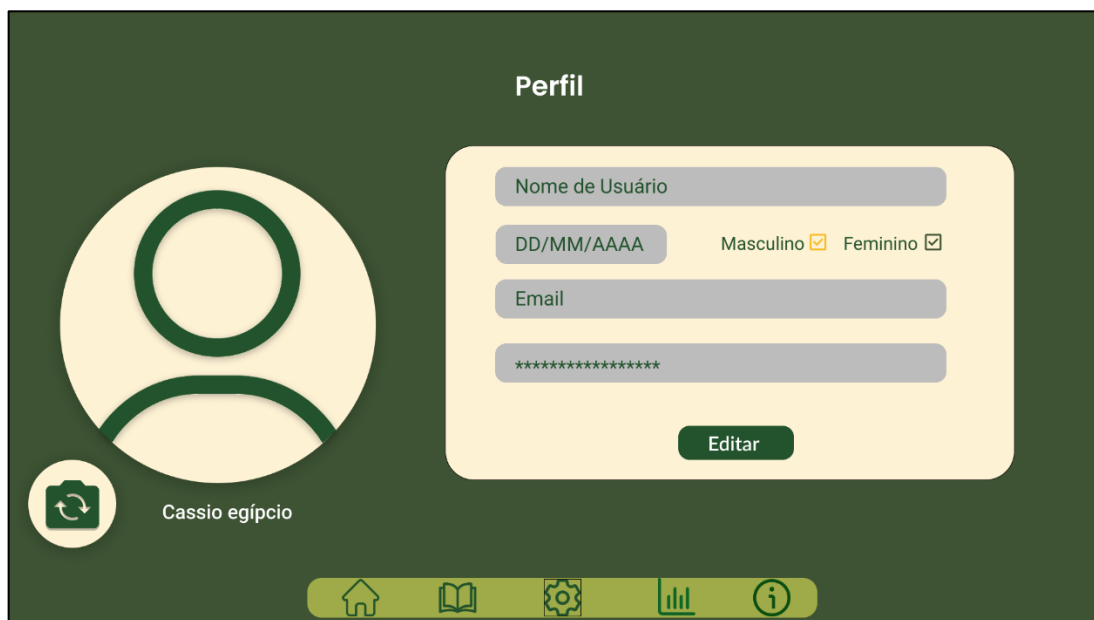 Perfil
Nome de Usuário
DD/MM/AAAA
Masculino Feminino
Email
*****************
Editar
Cassio egípcio